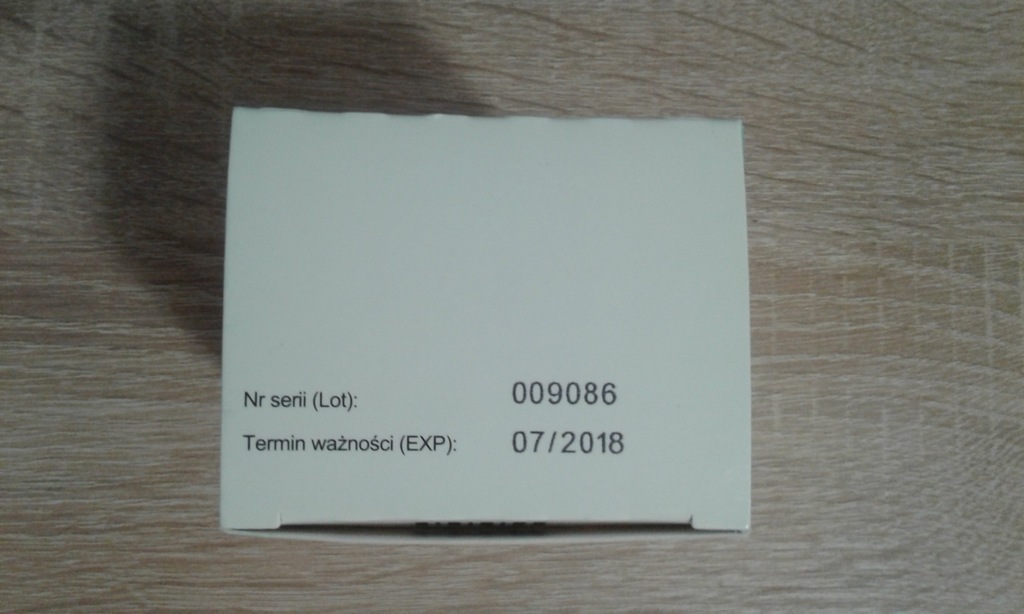 Nr serii (Lot): 009086
Termin ważności (EXP): 07/2018